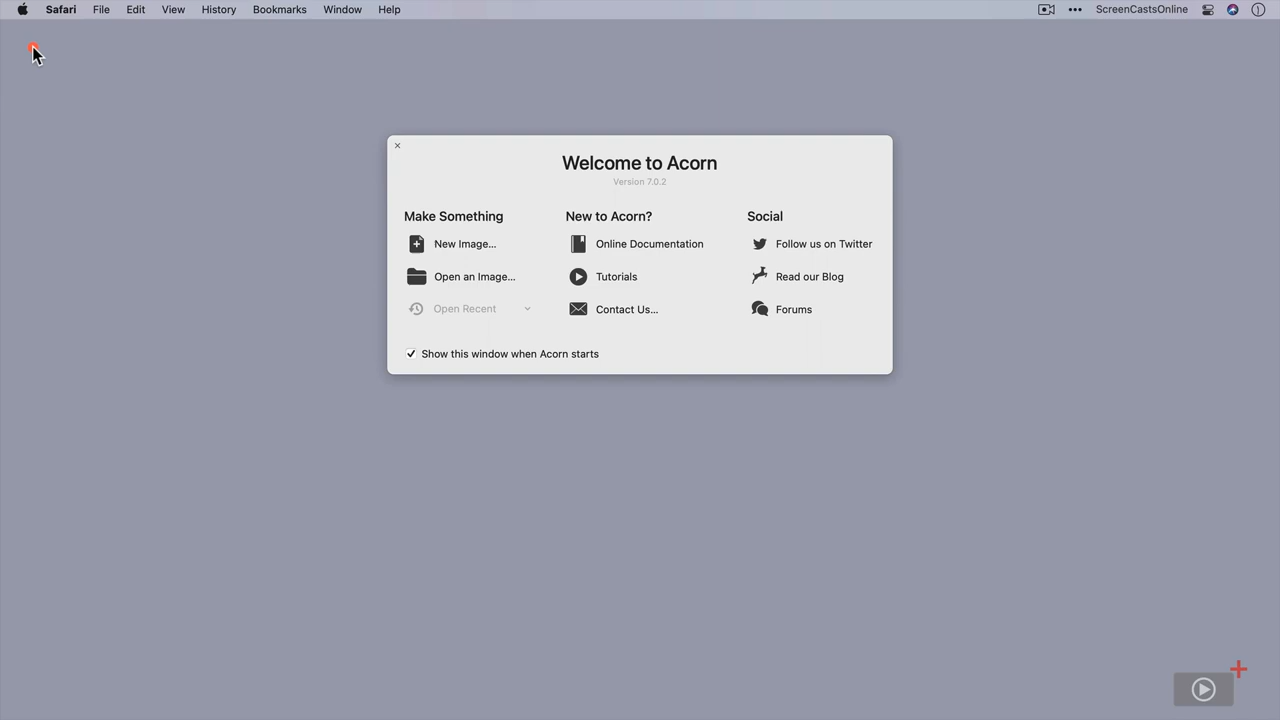 Safari File Edit View History Bookmarks Window Help ScreenCastsOnline
Welcome to Acorn
Version 7.0.2
Make Something
New Image...
Open an Image...
Open Recent
New to Acorn?
Online Documentation
Tutorials
Contact Us...
Social
Follow us on Twitter
Read our Blog
Forums
Show this window when Acorn starts